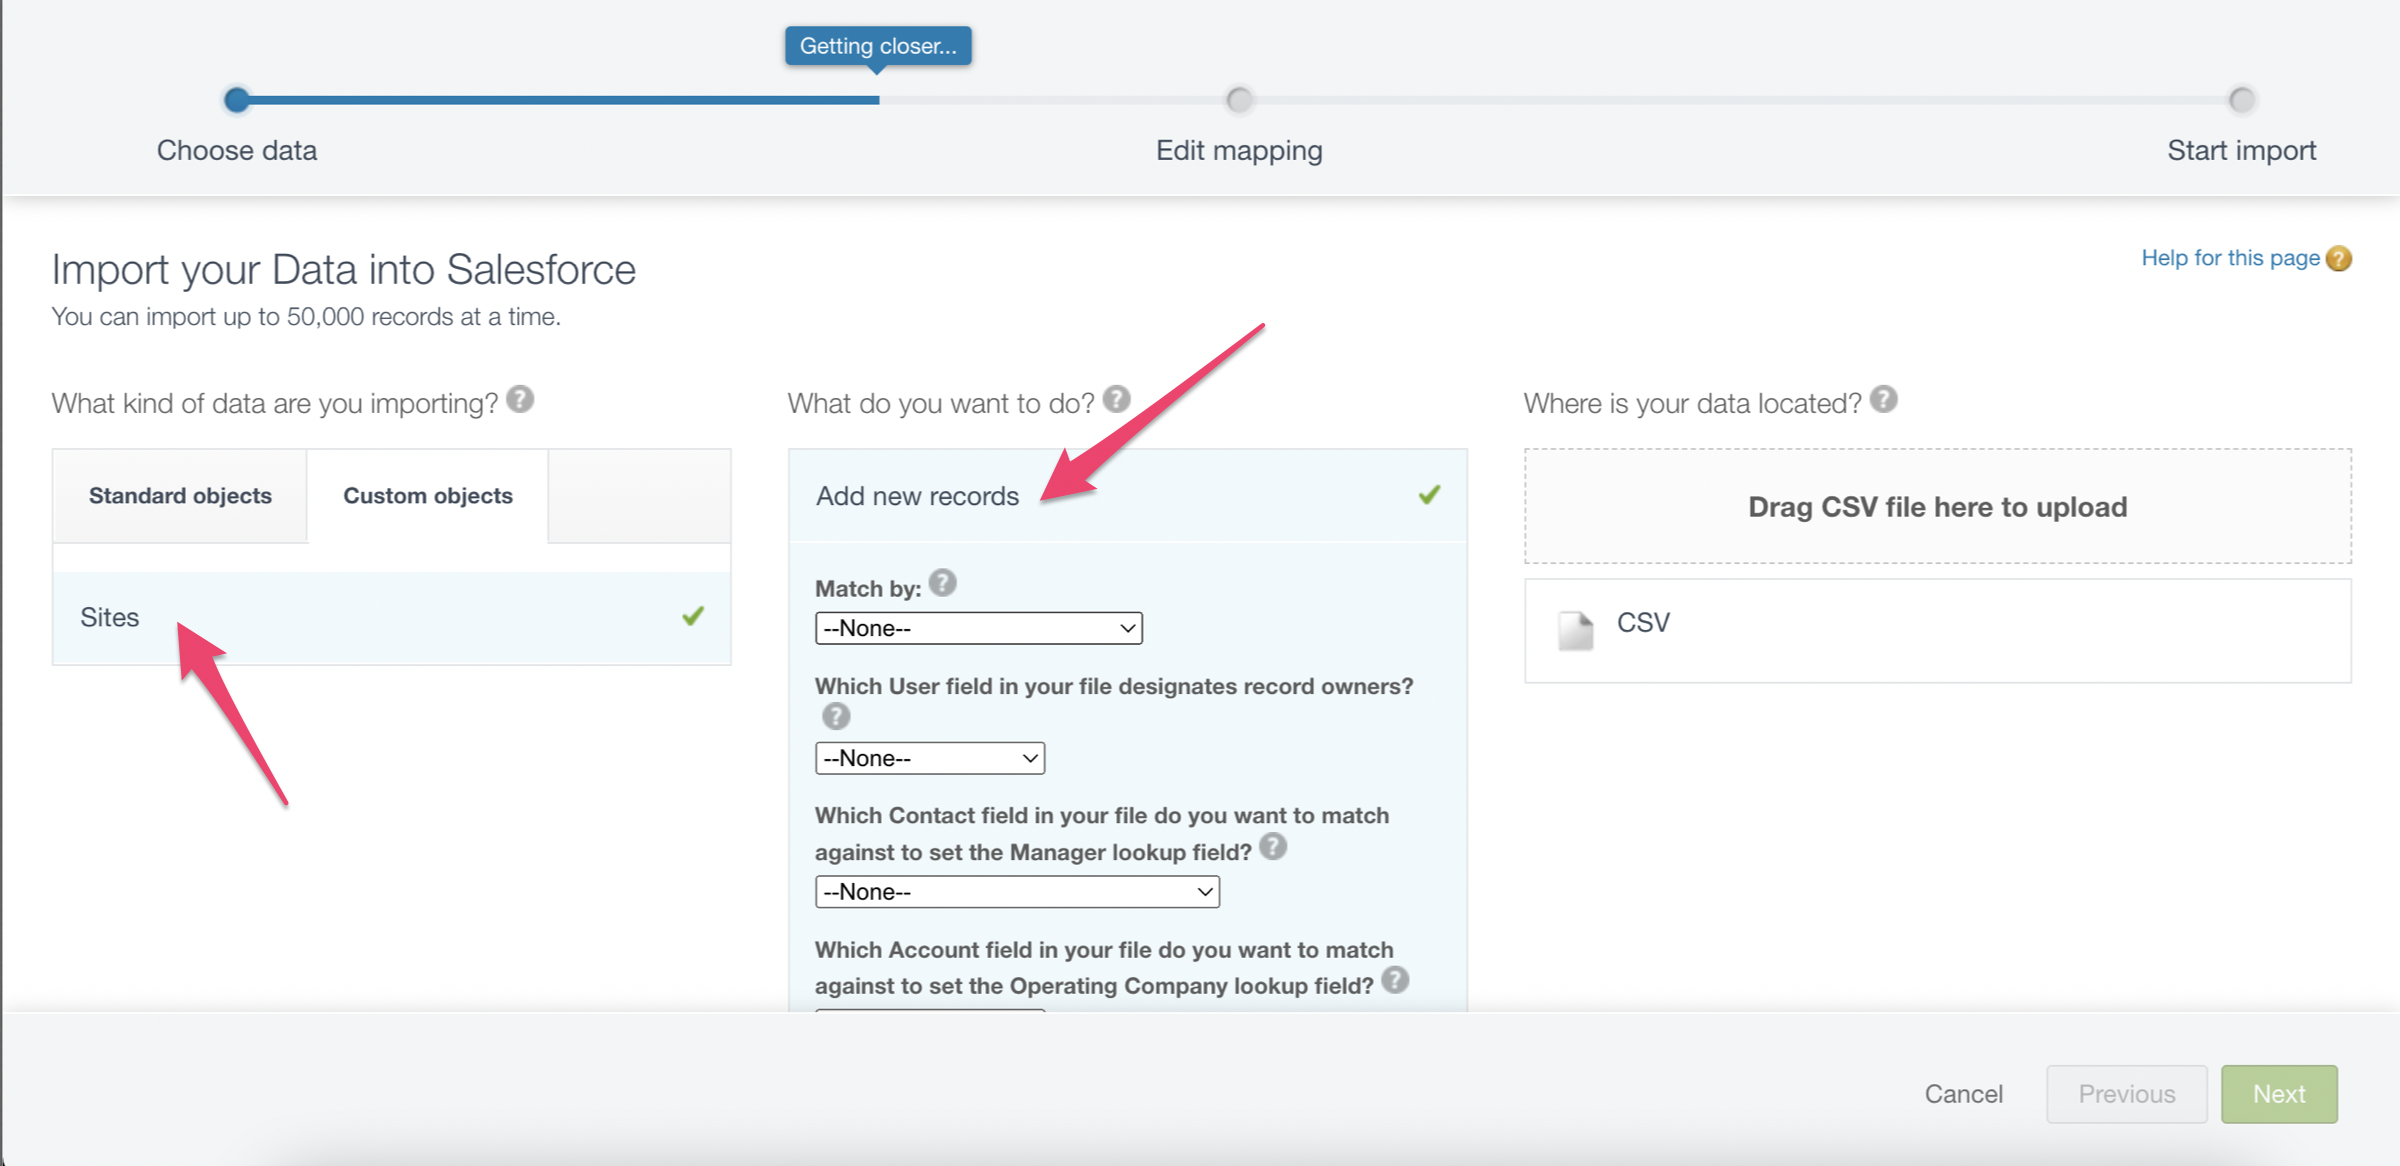 Getting closer...
Choose data
Edit mapping
Start import
Import your Data into Salesforce
Help for this page ?
You can import up to 50,000 records at a time.
What kind of data are you importing? ?
Standard objects
Custom objects
Sites
What do you want to do? ?
Add new records
Match by: ?
--None--
Which User field in your file designates record owners?
?
--None--
Which Contact field in your file do you want to match
against to set the Manager lookup field? ?
--None--
Which Account field in your file do you want to match
against to set the Operating Company lookup field? ?
Where is your data located? ?
Drag CSV file here to upload
CSV
Cancel
Previous
Next